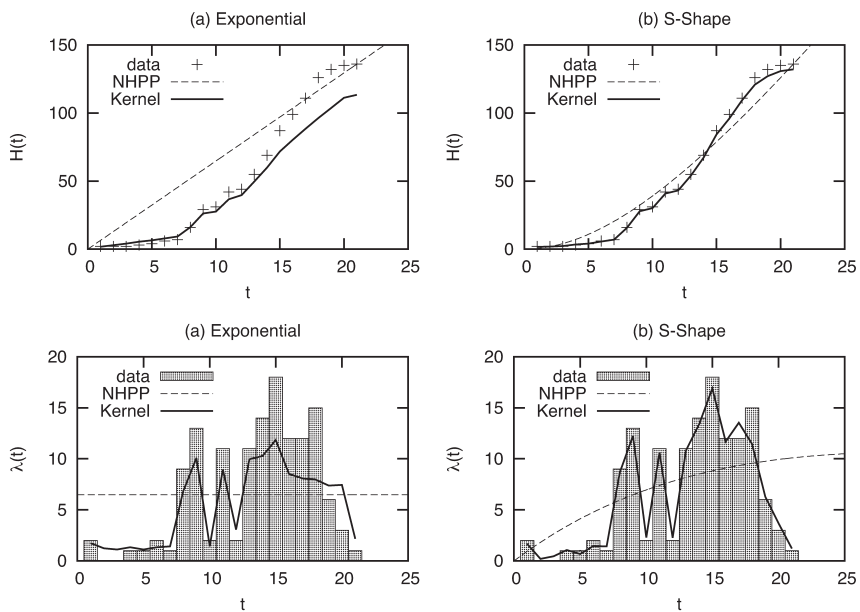 (a) Exponential
H(t)
150
100
50
0
data
NHPP
Kernel
0 5 10 15 20 25
t
(b) S-Shape
H(t)
150
100
50
0
data
NHPP
Kernel
0 5 10 15 20 25
t
(a) Exponential
λ(t)
20
15
10
5
0
data
NHPP
Kernel
0 5 10 15 20 25
t
(b) S-Shape
λ(t)
20
15
10
5
0
data
NHPP
Kernel
0 5 10 15 20 25
t